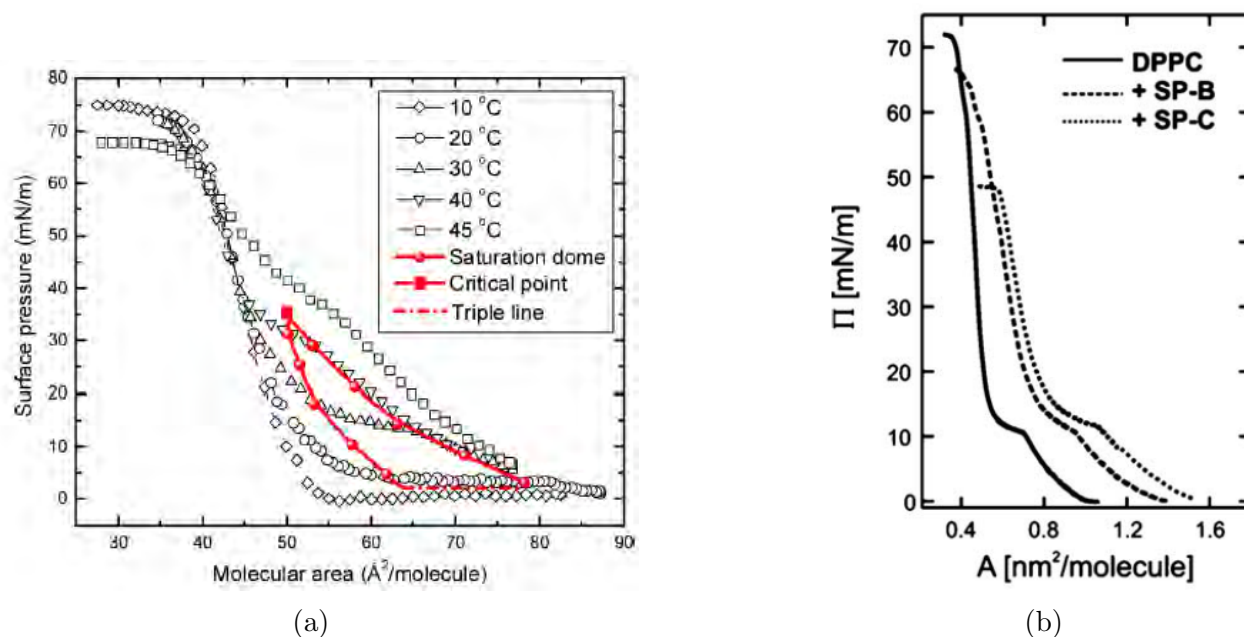 80
70
60
50
40
30
20
10
0
30 40 50 60 70 80 90
Surface pressure (mN/m)
Molecular area (Å²/molecule)
10 °C
20 °C
30 °C
40 °C
45 °C
Saturation dome
Critical point
Triple line
(a)
70
60
50
40
30
20
10
0
0.4 0.8 1.2 1.6
Π [mN/m]
A [nm²/molecule]
DPPC
+ SP-B
+ SP-C
(b)